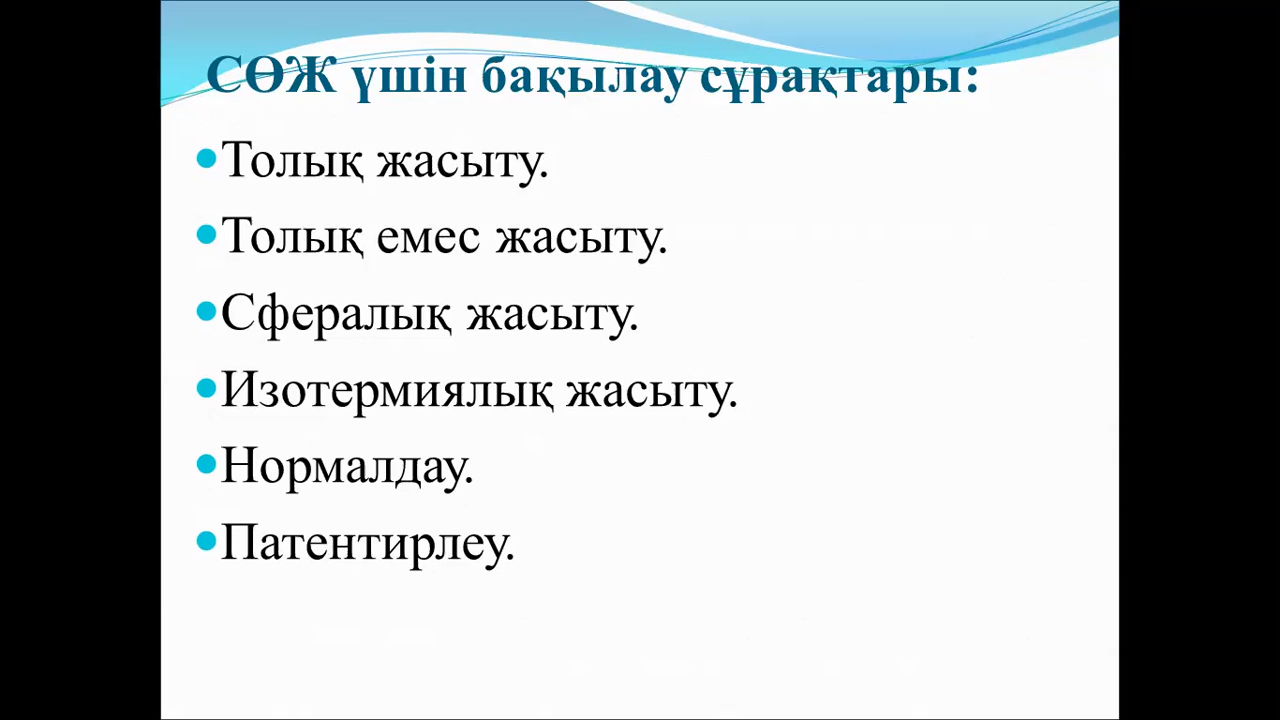 СӨЖ үшін бақылау сұрақтары:
•Толық жасыту.
•Толық емес жасыту.
•Сфералық жасыту.
•Изотермиялық жасыту.
•Нормалдау.
•Патентирлеу.